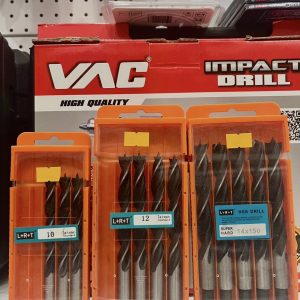 VAC
IMPACT
DRILL
HIGH QUALITY
L+R+T 10
L+R+T 12
L+R+T HSS DRILL
SUPER
HARD 14x150